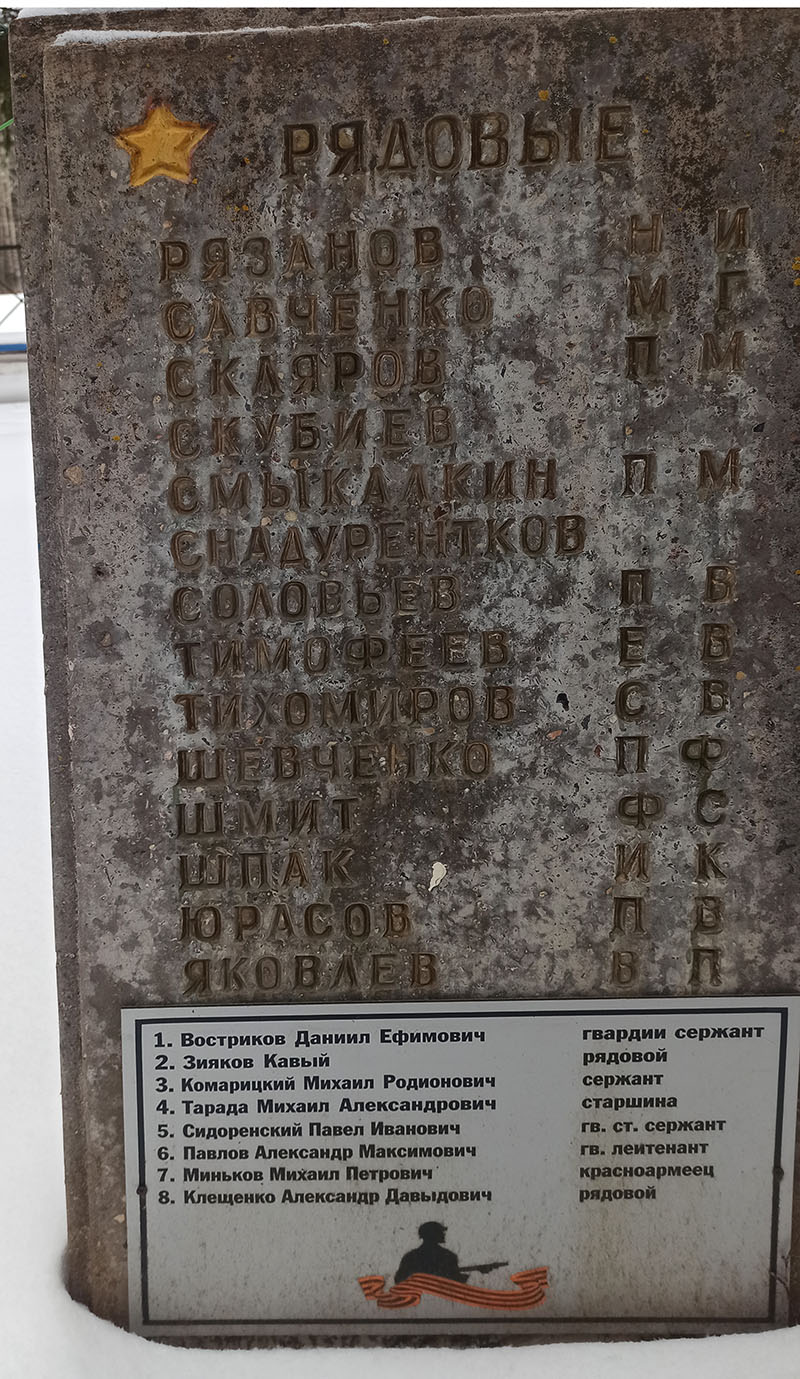 РЯДОВЫЕ
РЯЗАНОВ Н И
САВЧЕНКО М Г
СКЛЯРОВ П М
СКУБИЕВ
СМЫКАЛКИН П М
СНАДУРЕНТКОВ
СОЛОВЬЕВ П Б
ТИМОФЕЕВ Е В
ТИХОМИРОВ С Б
ШЕВЧЕНКО П Ф
ШМИТ Ф С
ШПАК И К
ЮРАСОВ П В
ЯКОВЛЕВ В П
1. Востриков Даниил Ефимович гвардии сержант
2. Зияков Кавый рядовой
3. Комарицкий Михаил Родионович сержант
4. Тарада Михаил Александрович старшина
5. Сидоренский Павел Иванович гв. ст. сержант
6. Павлов Александр Максимович гв. леитенант
7. Миньков Михаил Петрович красноармеец
8. Клещенко Александр Давыдович рядовой